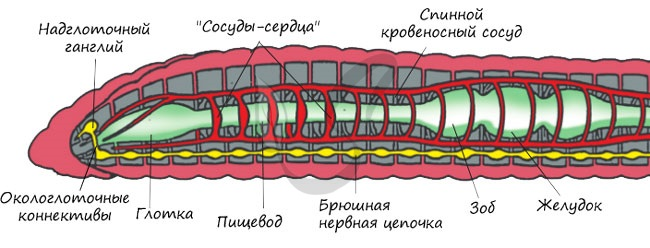 Надглоточный
ганглий
"Сосуды-сердца"
Спинной
кровеносный сосуд
Окологлоточные
коннективы
Глотка
Пищевод
Брюшная
нервная цепочка
Зоб
Желудок